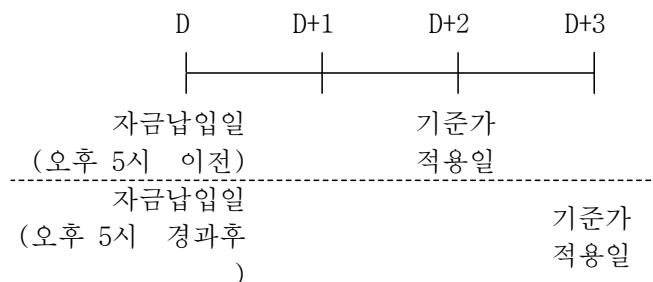 D D+1 D+2 D+3
자금납입일 기준가
(오후 5시 이전) 적용일
자금납입일
(오후 5시 경과후
)
기준가
적용일